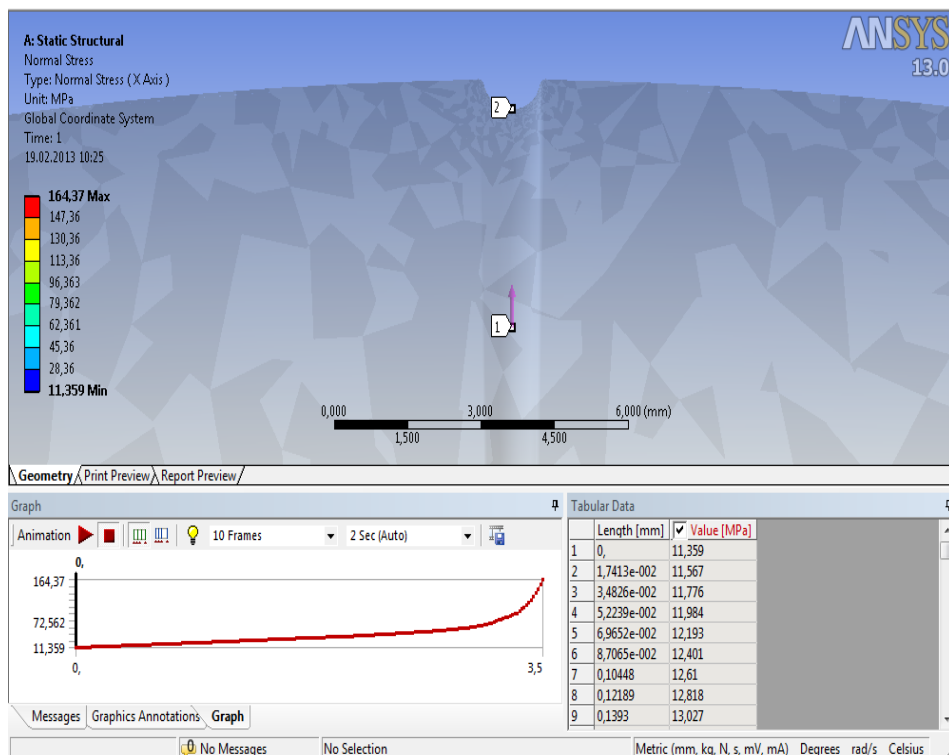 A: Static Structural
Normal Stress
Type: Normal Stress ( X Axis )
Unit: MPa
Global Coordinate System
Time: 1
19.02.2013 10:25
ANSYS
13.0
164,37 Max
147,36
130,36
113,36
96,363
79,362
62,361
45,36
28,36
11,359 Min
2
1
0,000 3,000 6,000 (mm)
1,500 4,500
Geometry Print Preview Report Preview
Graph
Animation 10 Frames 2 Sec (Auto)
0,
164,37
72,562
11,359
0, 3,5
Messages Graphics Annotations Graph
Tabular Data
Length [mm] Value [MPa]
1 0, 11,359
2 1,7413e-002 11,567
3 3,4826e-002 11,776
4 5,2239e-002 11,984
5 6,9652e-002 12,193
6 8,7065e-002 12,401
7 0,10448 12,61
8 0,12189 12,818
9 0,1393 13,027
No Messages No Selection Metric (mm, kg, N, s, mV, mA) Degrees rad/s Celsius